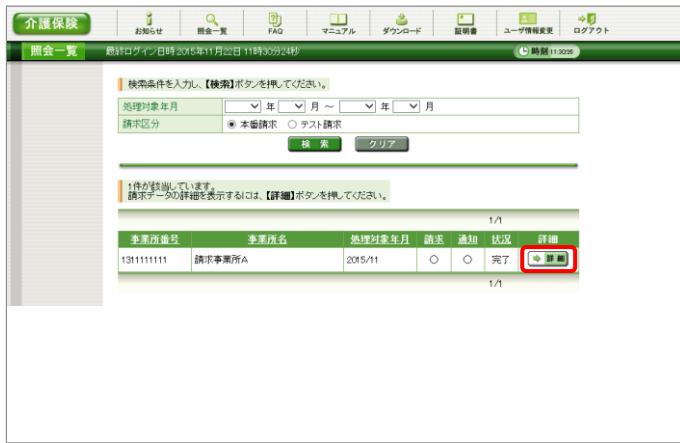 介護保険
お知らせ 照会一覧 FAQ マニュアル ダウンロード 証明書 ユーザ情報変更 ログアウト
照会一覧 最終ログイン日時:2015年11月22日 11時30分24秒 時刻 11:30:35
検索条件を入力し、【検索】ボタンを押してください。
処理対象年月 年 月 ～ 年 月
請求区分 本番請求 テスト請求
検 索 クリア
1件が該当しています。
請求データの詳細を表示するには、【詳細】ボタンを押してください。
1/1
事業所番号 事業所名 処理対象年月 請求 通知 状況 詳細
1311111111 請求事業所A 2015/11 ○ ○ 完了 詳 細
1/1